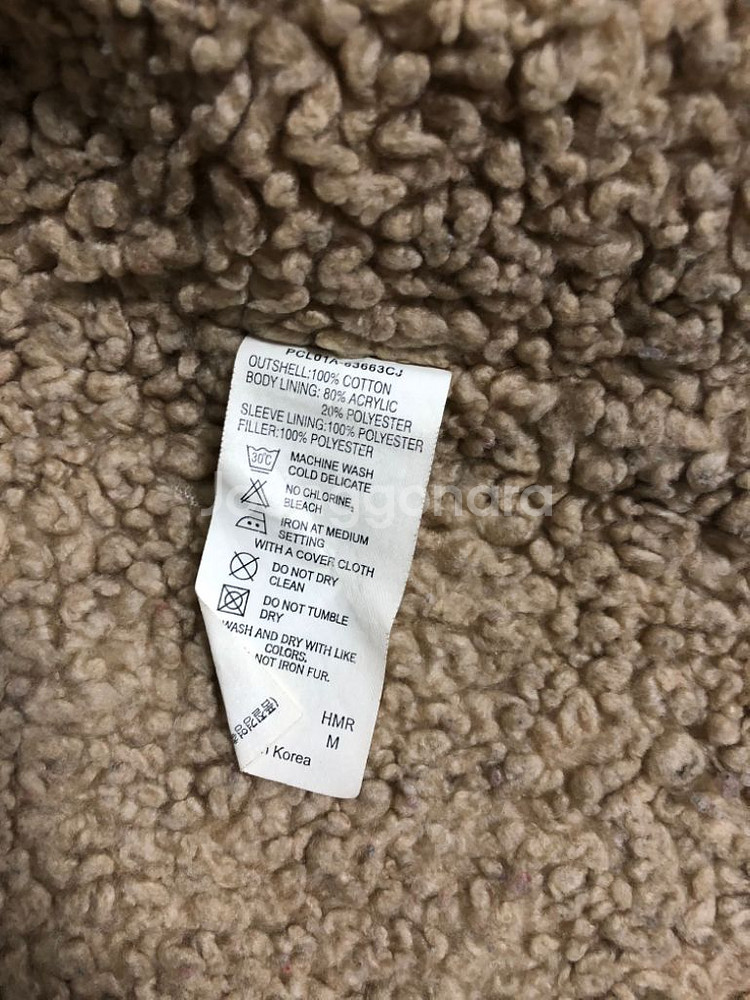 OUTSHELL:100% COTTON
BODY LINING: 80% ACRYLIC
20% POLYESTER
SLEEVE LINING:100% POLYESTER
FILLER:100% POLYESTER
30℃
MACHINE WASH
COLD DELICATE
NO CHLORINE
BLEACH
IRON AT MEDIUM
SETTING
WITH A COVER CLOTH
DO NOT DRY
CLEAN
DO NOT TUMBLE
DRY
WASH AND DRY WITH LIKE
COLORS.
NOT IRON FUR.
HMR
M
Korea
Joonggonara